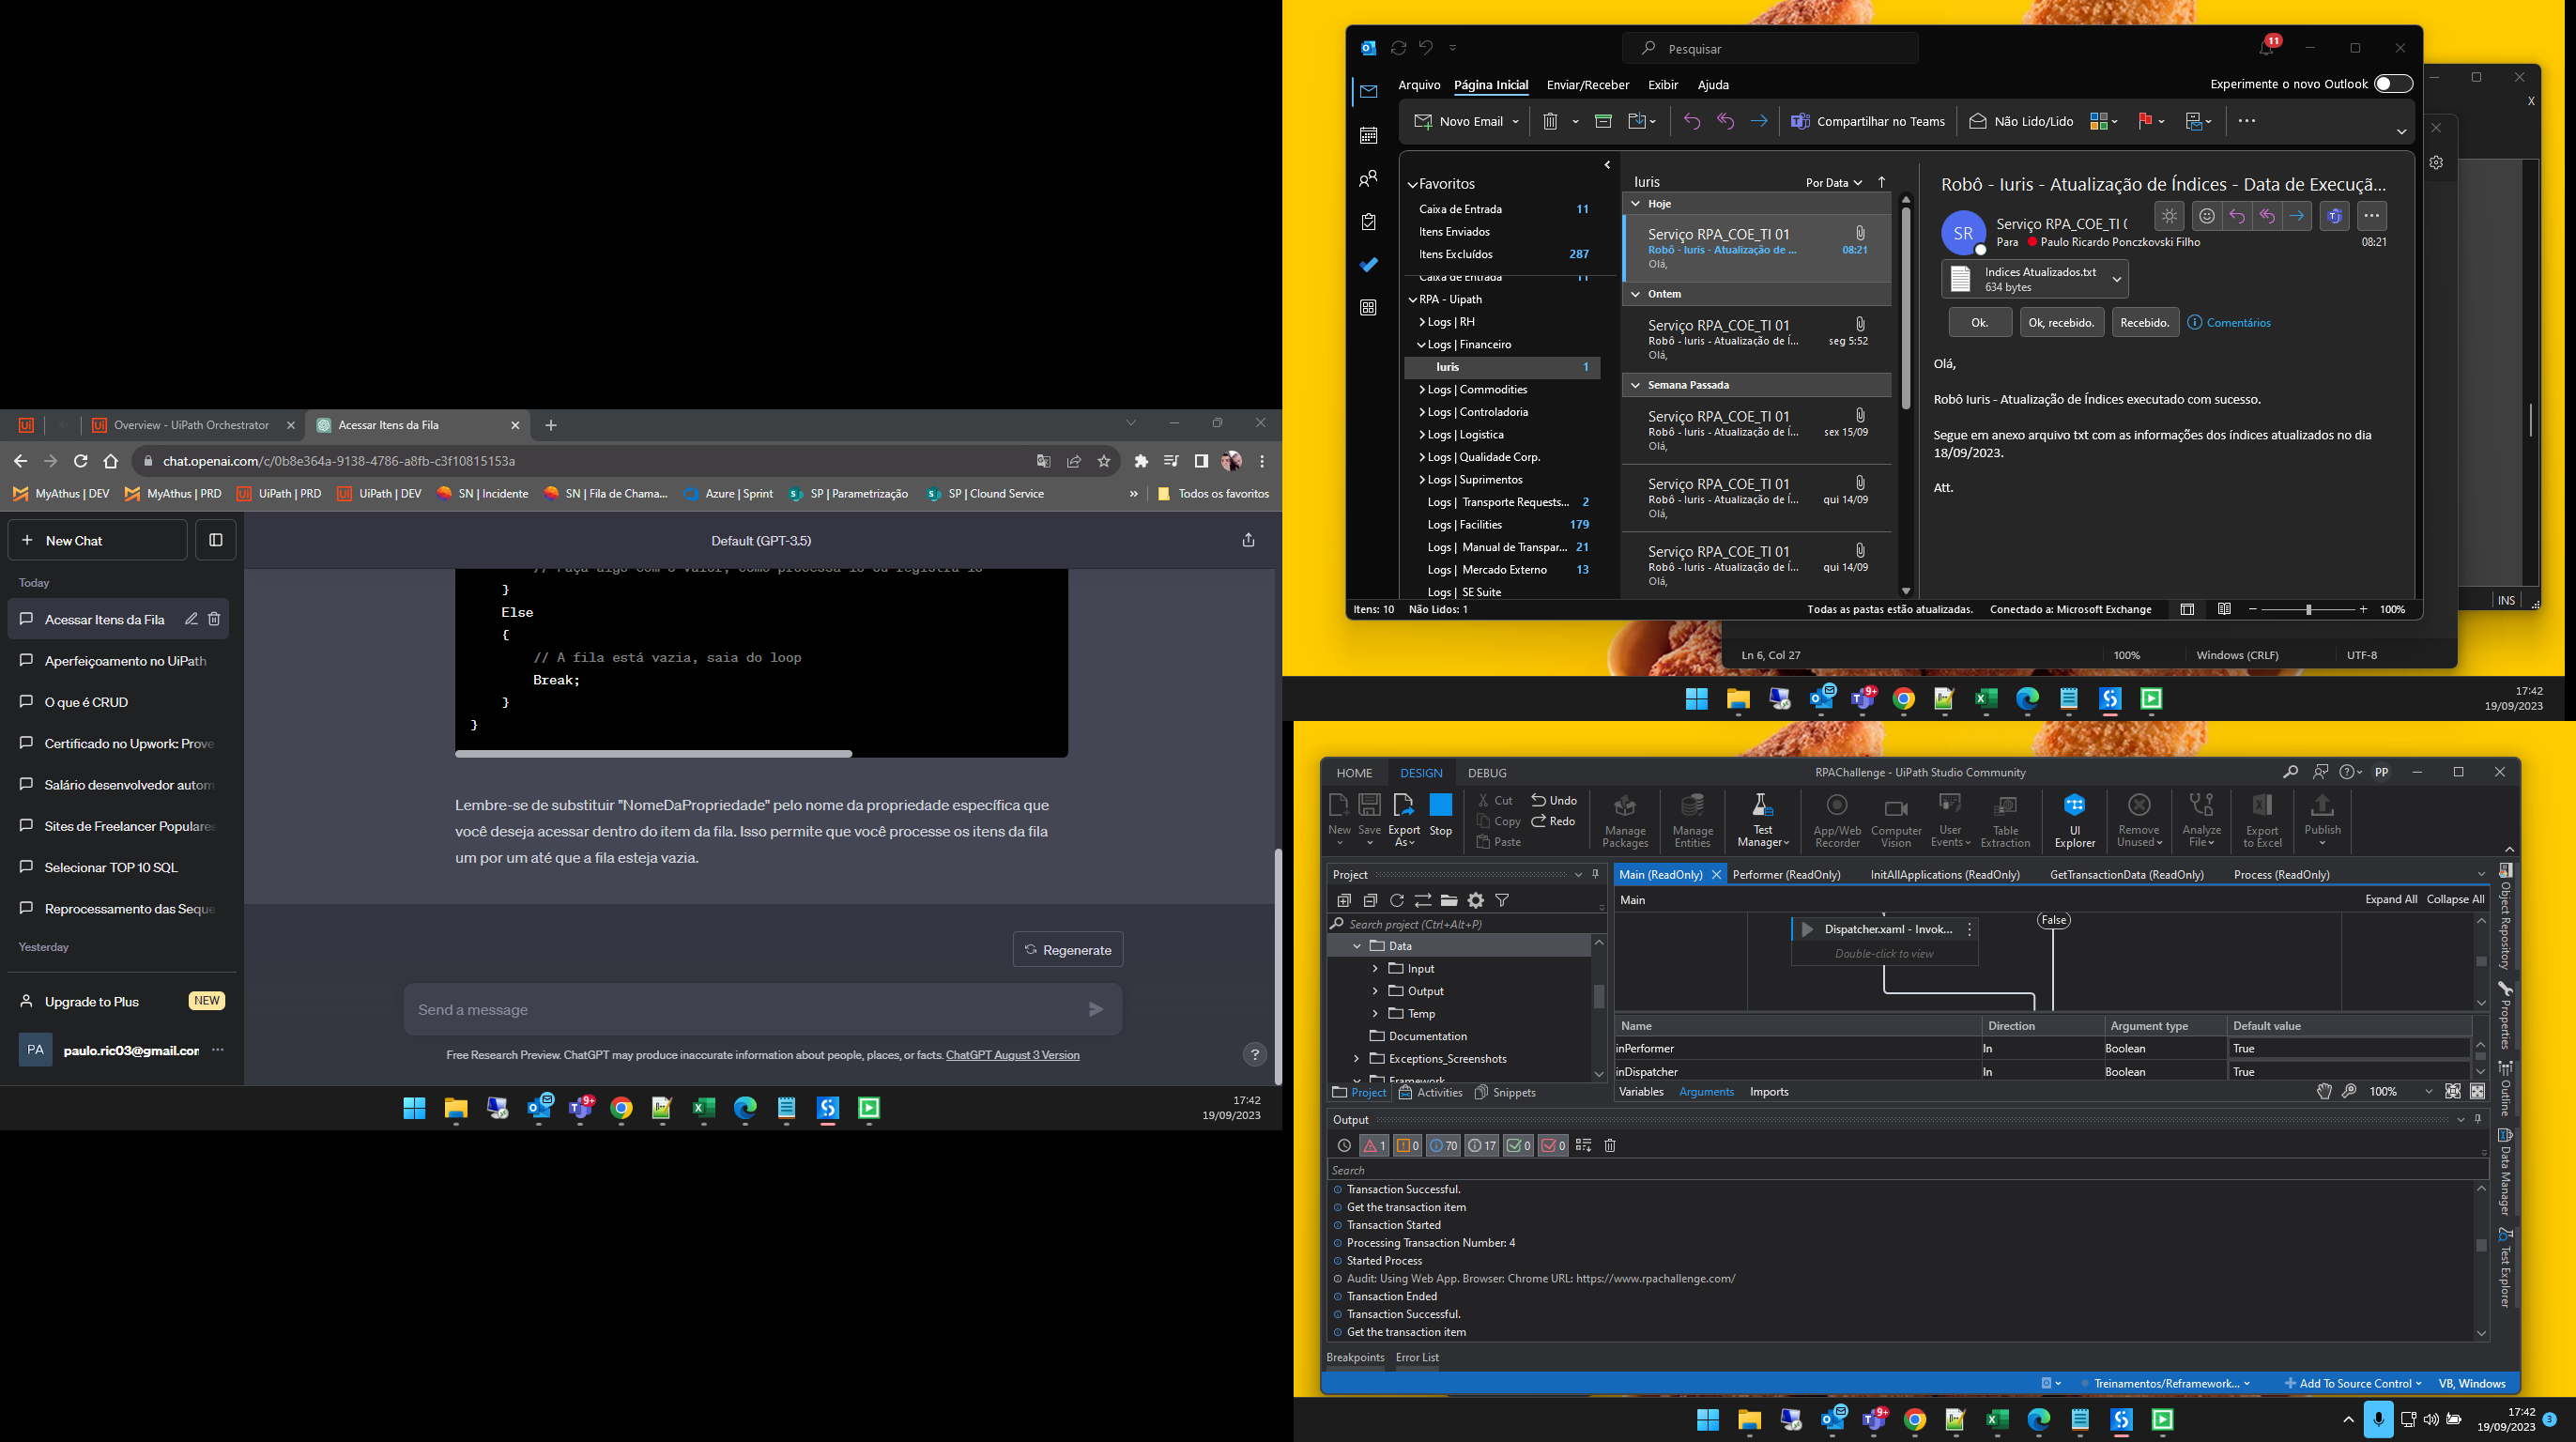 Overview - UiPath Orchestrator
Acessar Itens da Fila
chat.openai.com/c/0b8e364a-9138-4786-a8fb-c3f10815153a
MyAthus | DEV
MyAthus | PRD
UiPath | PRD
UiPath | DEV
SN | Incidente
SN | Fila de Chama...
Azure | Sprint
SP | Parametrização
SP | Clound Service
»
Todos os favoritos
New Chat
Today
Acessar Itens da Fila
Aperfeiçoamento no UiPath
O que é CRUD
Certificado no Upwork: Prove
Salário desenvolvedor autom
Sites de Freelancer Populares
Selecionar TOP 10 SQL
Reprocessamento das Seque
Yesterday
Upgrade to Plus NEW
PA paulo.ric03@gmail.cor ...
Default (GPT-3.5)
}
Else
{
// A fila está vazia, saia do loop
Break;
}
}
Lembre-se de substituir "NomeDaPropriedade" pelo nome da propriedade específica que
você deseja acessar dentro do item da fila. Isso permite que você processe os itens da fila
um por um até que a fila esteja vazia.
Regenerate
Send a message
Free Research Preview. ChatGPT may produce inaccurate information about people, places, or facts. ChatGPT August 3 Version
?
9+
17:42
19/09/2023
Pesquisar
11
Arquivo Página Inicial Enviar/Receber Exibir Ajuda
Experimente o novo Outlook
Novo Email
Compartilhar no Teams
Não Lido/Lido
...
Favoritos
Caixa de Entrada 11
Itens Enviados
Itens Excluídos 287
Caixa de Entrada 11
RPA - Uipath
Logs | RH
Logs | Financeiro
Iuris 1
Logs | Commodities
Logs | Controladoria
Logs | Logistica
Logs | Qualidade Corp.
Logs | Suprimentos
Logs | Transporte Requests... 2
Logs | Facilities 179
Logs | Manual de Transpar... 21
Logs | Mercado Externo 13
Logs | SE Suite
Iuris
Por Data
Hoje
Serviço RPA_COE_TI 01
Robô - Iuris - Atualização de ... 08:21
Olá,
Ontem
Serviço RPA_COE_TI 01
Robô - Iuris - Atualização de Í... seg 5:52
Olá,
Semana Passada
Serviço RPA_COE_TI 01
Robô - Iuris - Atualização de Í... sex 15/09
Olá,
Serviço RPA_COE_TI 01
Robô - Iuris - Atualização de Í... qui 14/09
Olá,
Serviço RPA_COE_TI 01
Robô - Iuris - Atualização de Í... qui 14/09
Olá,
Robô - Iuris - Atualização de Índices - Data de Execuçã...
SR
Serviço RPA_COE_TI
Para Paulo Ricardo Ponczkovski Filho 08:21
Indices Atualizados.txt
634 bytes
Ok.
Ok, recebido.
Recebido.
Comentários
Olá,
Robô Iuris - Atualização de Índices executado com sucesso.
Segue em anexo arquivo txt com as informações dos índices atualizados no dia
18/09/2023.
Att.
Itens: 10 Não Lidos: 1
Todas as pastas estão atualizadas. Conectado a: Microsoft Exchange
100%
X
INS
Ln 6, Col 27
100%
Windows (CRLF)
UTF-8
9+
17:42
19/09/2023
HOME DESIGN DEBUG
RPAChallenge - UiPath Studio Community
PP
New
Save
Export As
Stop
Cut
Copy
Paste
Undo
Redo
Manage Packages
Manage Entities
Test Manager
App/Web Recorder
Computer Vision
User Events
Table Extraction
UI Explorer
Remove Unused
Analyze File
Export to Excel
Publish
Project
Search project (Ctrl+Alt+P)
Data
Input
Output
Temp
Documentation
Exceptions_Screenshots
Framework
Project Activities Snippets
Main (ReadOnly)
Performer (ReadOnly)
InitAllApplications (ReadOnly)
GetTransactionData (ReadOnly)
Process (ReadOnly)
Main
Expand All Collapse All
Dispatcher.xaml - Invok...
Double-click to view
False
Name Direction Argument type Default value
inPerformer In Boolean True
inDispatcher In Boolean True
Variables Arguments Imports
100%
Object Repository
Properties
Outline
Data Manager
Test Explorer
Output
1 0 70 17 0 0
Search
Transaction Successful.
Get the transaction item
Transaction Started
Processing Transaction Number: 4
Started Process
Audit: Using Web App. Browser: Chrome URL: https://www.rpachallenge.com/
Transaction Ended
Transaction Successful.
Get the transaction item
Breakpoints Error List
Treinamentos/Reframework...
Add To Source Control
VB, Windows
9+
17:42
19/09/2023
3